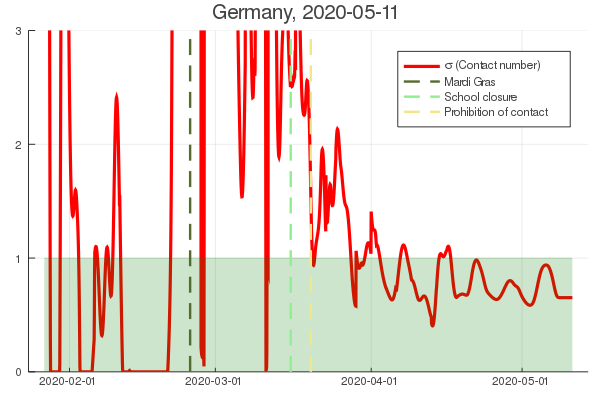 Germany, 2020-05-11
3
2
1
0
σ (Contact number)
Mardi Gras
School closure
Prohibition of contact
2020-02-01
2020-03-01
2020-04-01
2020-05-01